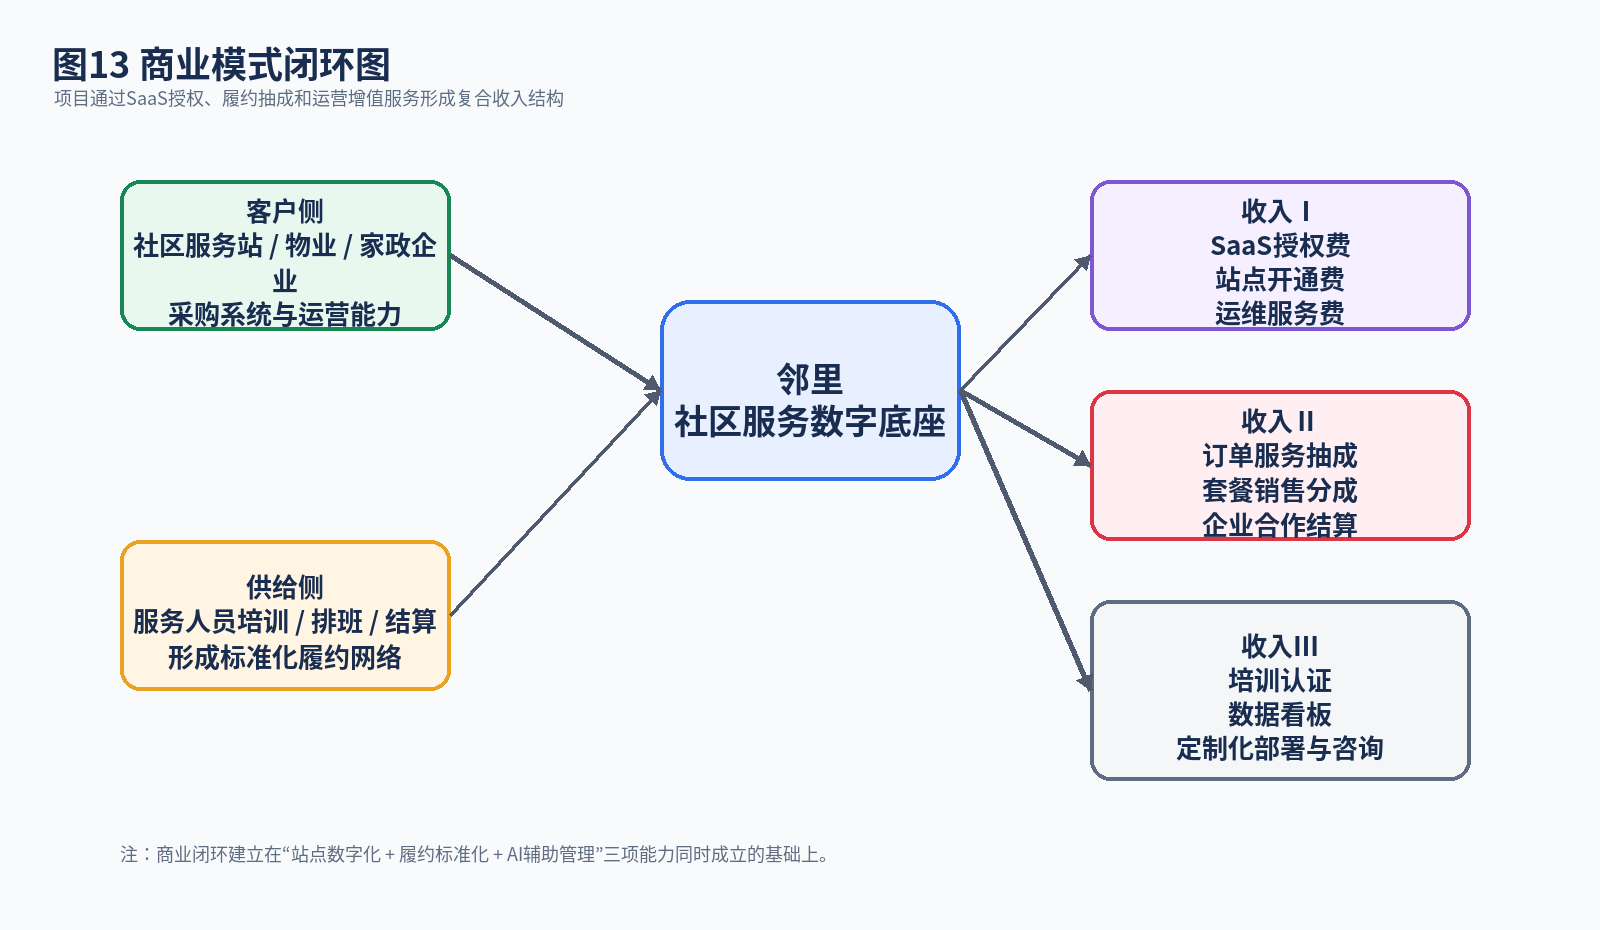 图13 商业模式闭环图
项目通过SaaS授权、履约抽成和运营增值服务形成复合收入结构
客户侧
社区服务站 / 物业 / 家政企
业
采购系统与运营能力
供给侧
服务人员培训 / 排班 / 结算
形成标准化履约网络
邻里
社区服务数字底座
收入 I
SaaS授权费
站点开通费
运维服务费
收入 II
订单服务抽成
套餐销售分成
企业合作结算
收入III
培训认证
数据看板
定制化部署与咨询
注：商业闭环建立在“站点数字化 + 履约标准化 + AI辅助管理”三项能力同时成立的基础上。